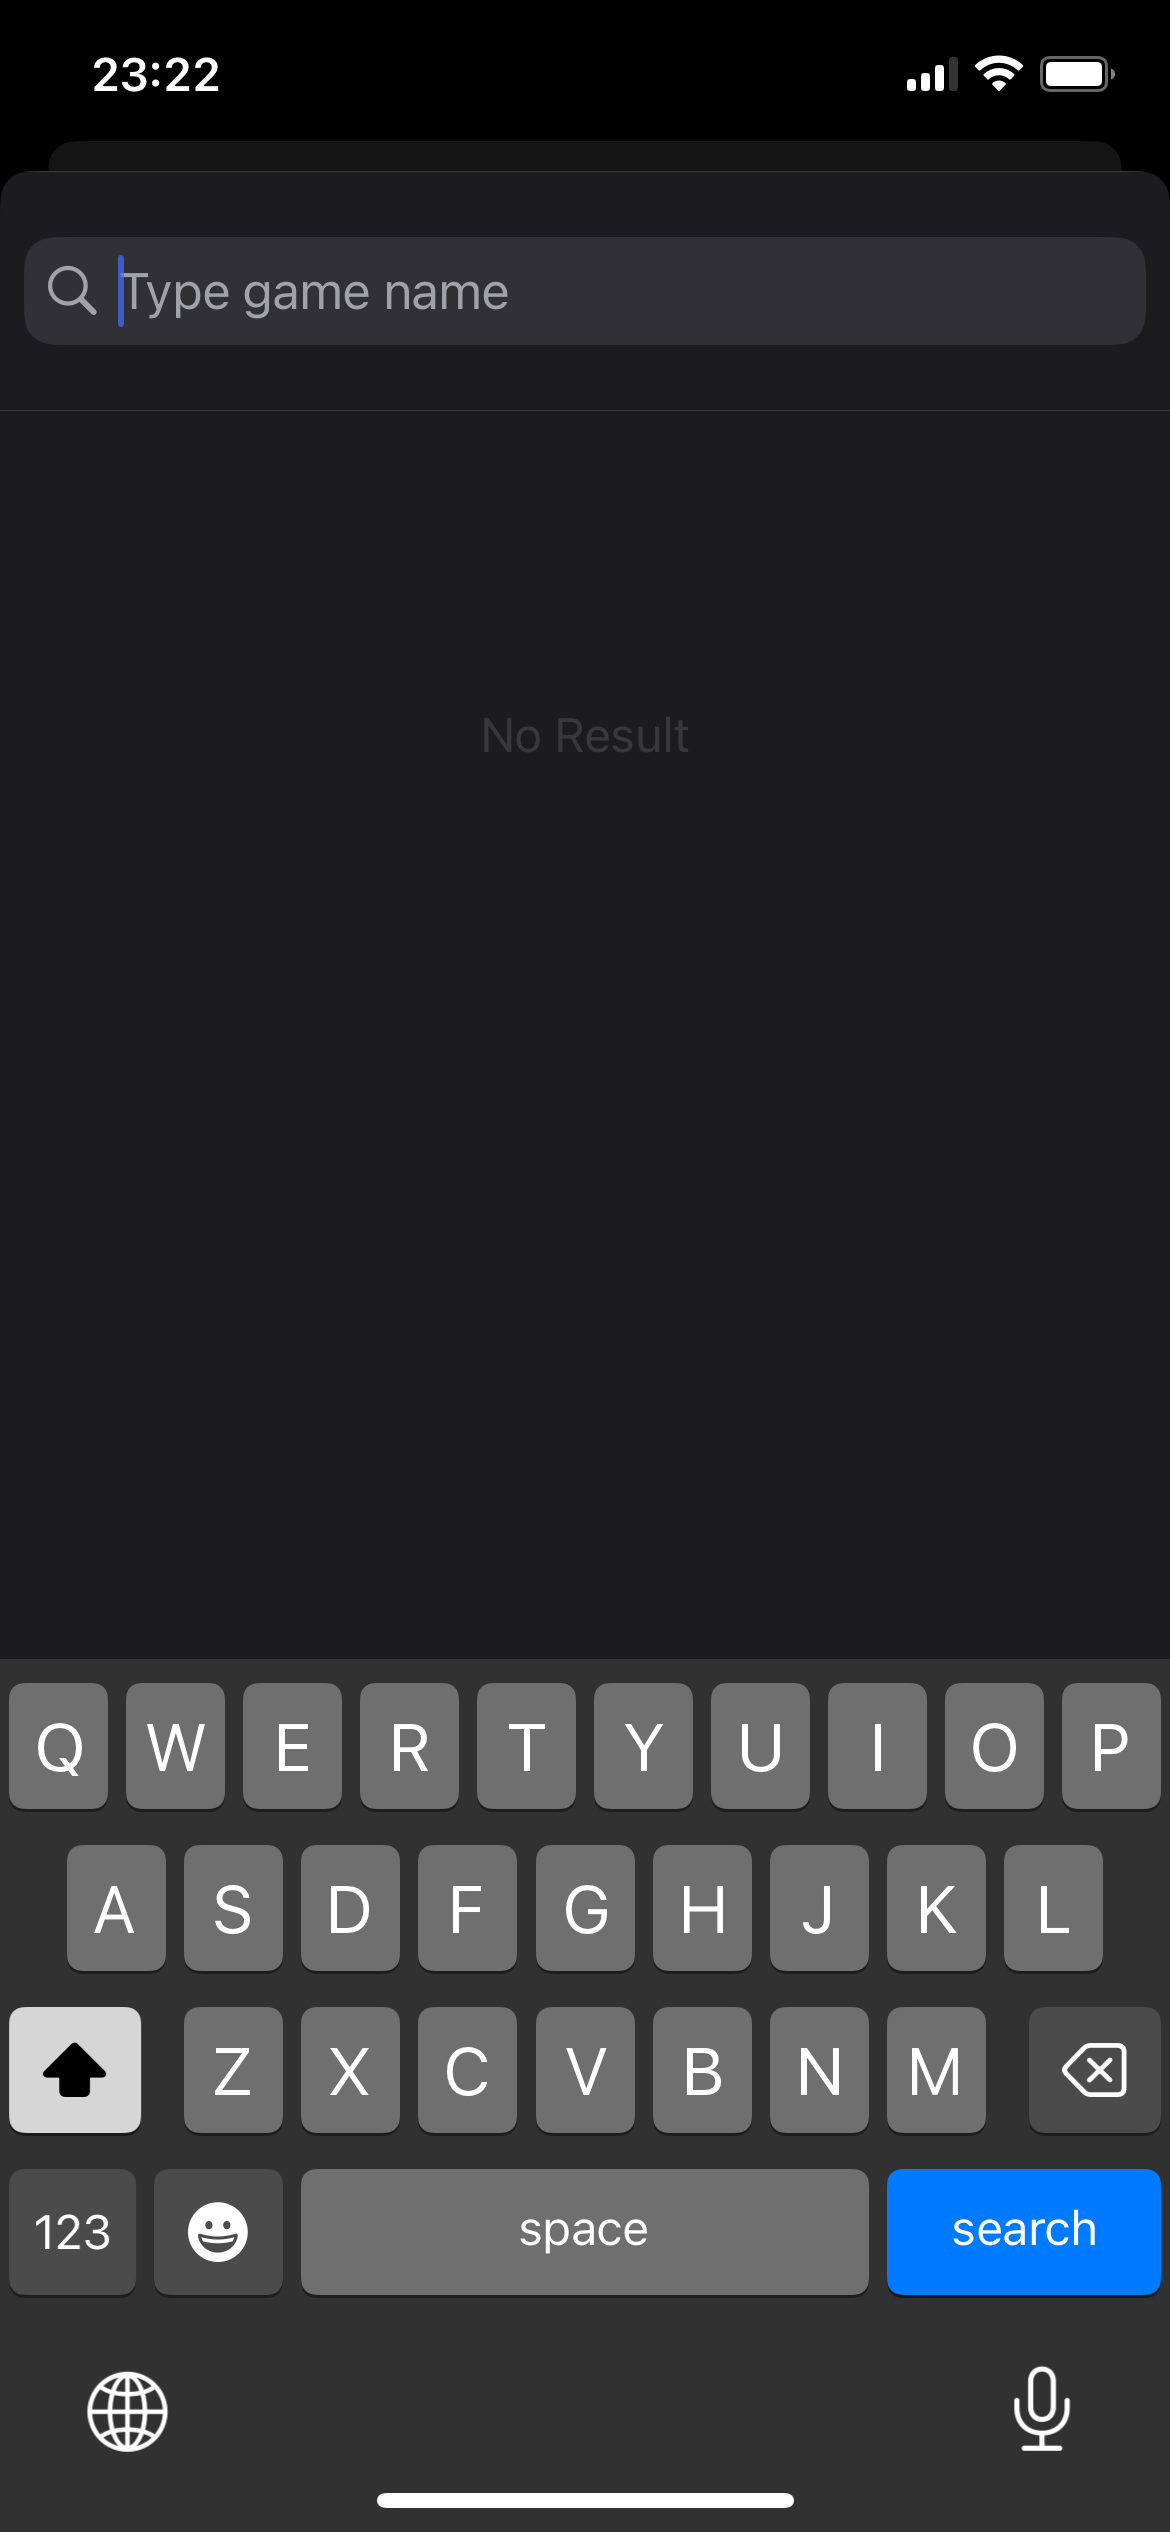 23:22
Type game name
No Result
Q W E R T Y U I O P
A S D F G H J K L
Z X C V B N M
123 space search